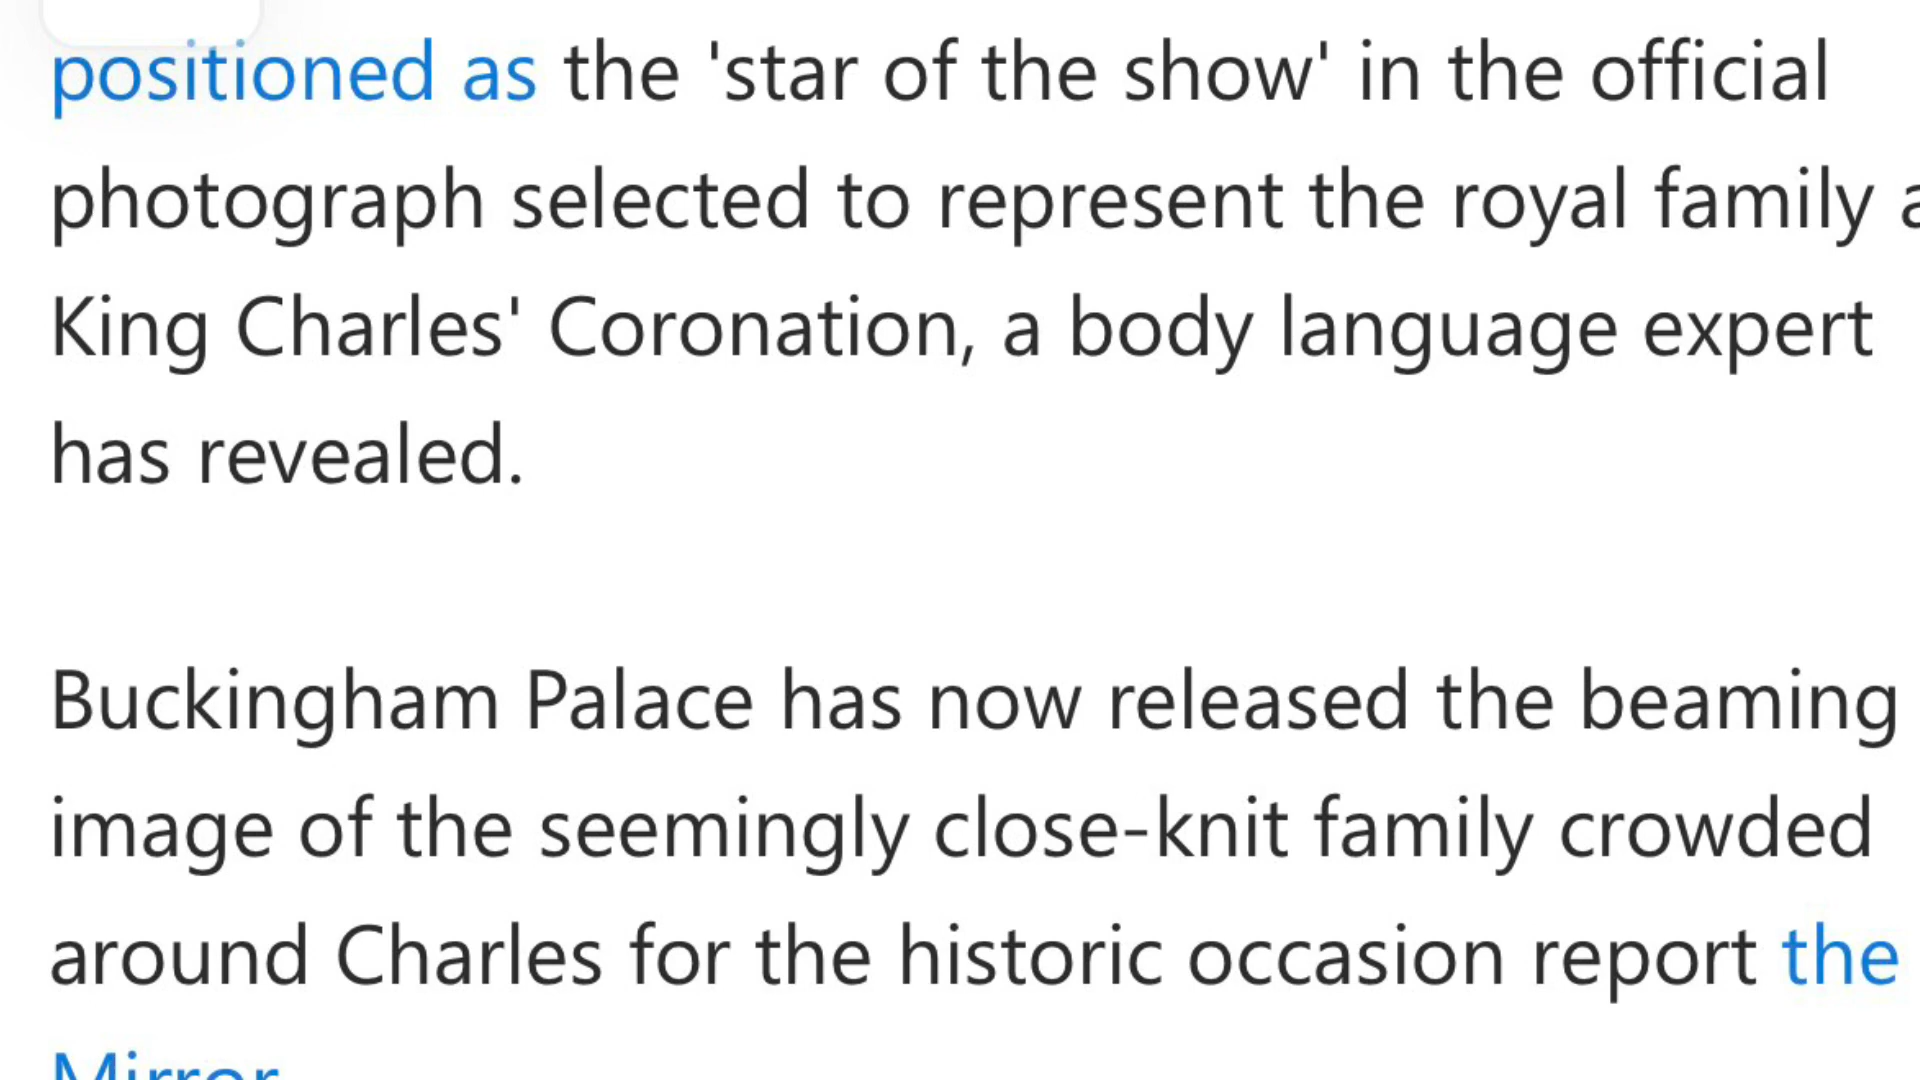 positioned as the 'star of the show' in the official
photograph selected to represent the royal family
King Charles' Coronation, a body language expert
has revealed.
Buckingham Palace has now released the beaming
image of the seemingly close-knit family crowded
around Charles for the historic occasion report the
Mirror